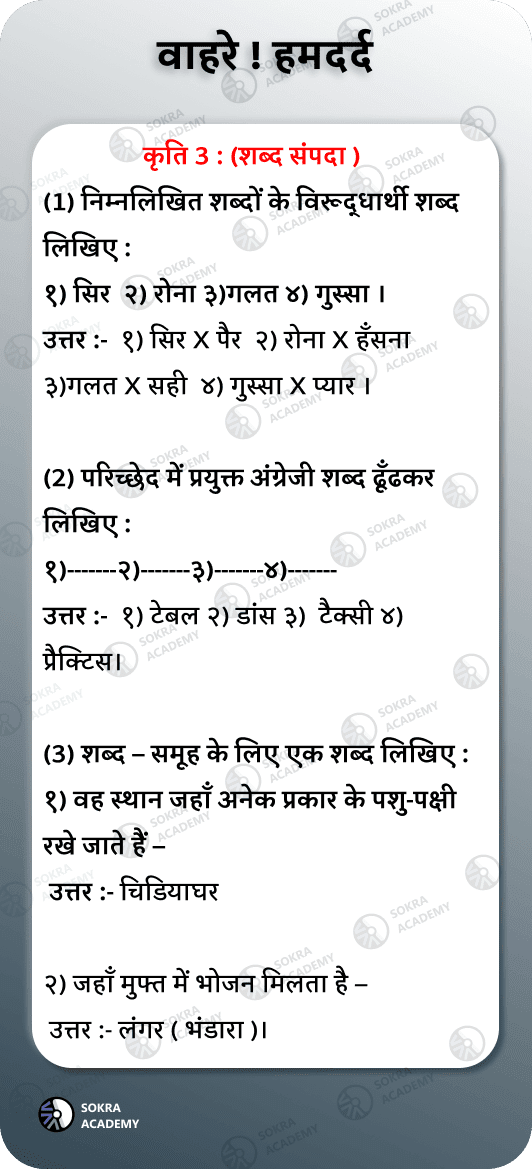 वाहरे ! हमदर्द
कृति 3 : (शब्द संपदा )
(1) निम्नलिखित शब्दों के विरूद्धार्थी शब्द
लिखिए :
१) सिर  २) रोना ३)गलत ४) गुस्सा ।
उत्तर :-  १) सिर X पैर  २) रोना X हँसना
३)गलत X सही  ४) गुस्सा X प्यार ।
(2) परिच्छेद में प्रयुक्त अंग्रेजी शब्द ढूँढकर
लिखिए :
१)-------२)-------३)-------४)-------
उत्तर :-  १) टेबल २) डांस ३)  टैक्सी ४)
प्रैक्टिस।
(3) शब्द – समूह के लिए एक शब्द लिखिए :
१) वह स्थान जहाँ अनेक प्रकार के पशु-पक्षी
रखे जाते हैं –
उत्तर :- चिडियाघर
२) जहाँ मुफ्त में भोजन मिलता है –
उत्तर :- लंगर ( भंडारा )।
SOKRA
ACADEMY